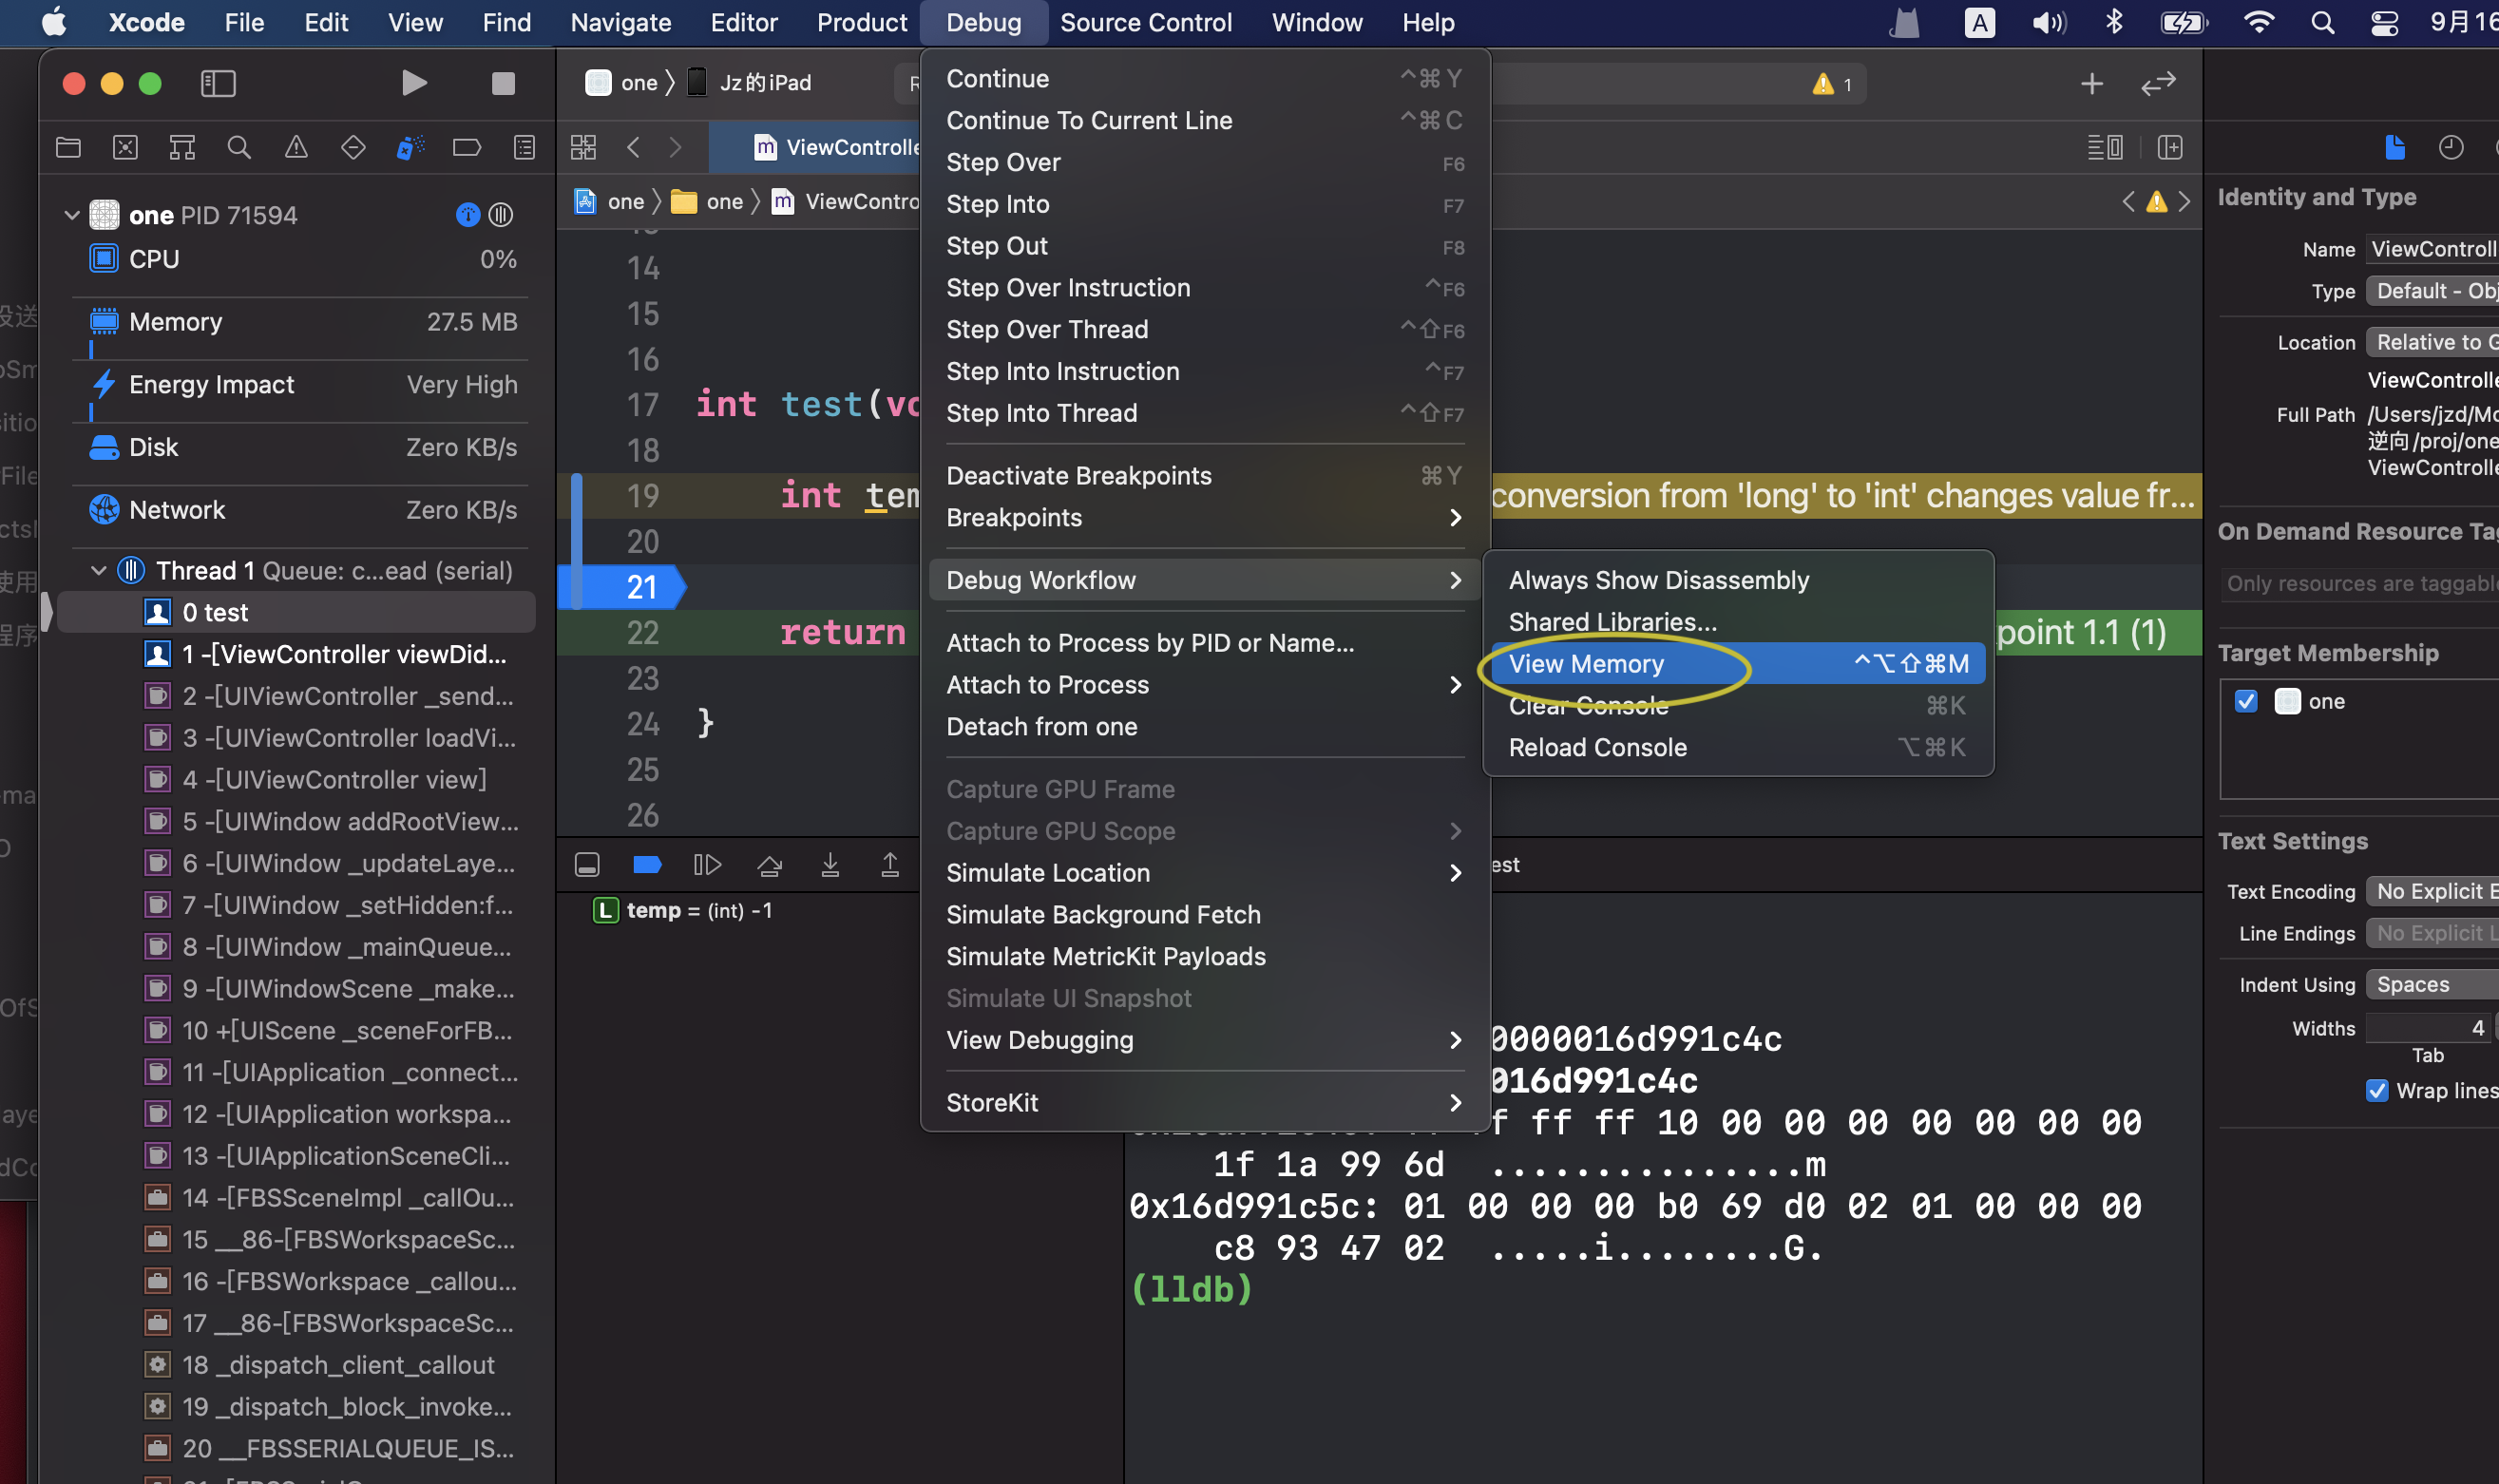 Xcode File Edit View Find Navigate Editor Product Debug Source Control Window Help A 9月16
one Jz的iPad
1
ViewControlle
one PID 71594
CPU 0%
Memory 27.5 MB
Energy Impact Very High
Disk Zero KB/s
Network Zero KB/s
Thread 1 Queue: c...ead (serial)
0 test
1 -[ViewController viewDid...
2 -[UIViewController _send...
3 -[UIViewController loadVi...
4 -[UIViewController view]
5 -[UIWindow addRootView...
6 -[UIWindow _updateLaye...
7 -[UIWindow _setHidden:f...
8 -[UIWindow _mainQueue...
9 -[UIWindowScene _make...
10 +[UIScene _sceneForFB...
11 -[UIApplication _connect...
12 -[UIApplication workspa...
13 -[UIApplicationSceneCli...
14 -[FBSSceneImpl _callOu...
15 __86-[FBSWorkspaceSc...
16 -[FBSWorkspace _callou...
17 __86-[FBSWorkspaceSc...
18 _dispatch_client_callout
19 _dispatch_block_invoke...
20 __FBSSERIALQUEUE_IS...
one one m ViewContro
14
15
16
17 int test(vo
18
19 int tem conversion from 'long' to 'int' changes value fr...
20
21
22 return point 1.1 (1)
23
24 }
25
26
Continue ^⌘Y
Continue To Current Line ^⌘C
Step Over F6
Step Into F7
Step Out F8
Step Over Instruction ^F6
Step Over Thread ^⇧F6
Step Into Instruction ^F7
Step Into Thread ^⇧F7
Deactivate Breakpoints ⌘Y
Breakpoints
Debug Workflow
Attach to Process by PID or Name...
Attach to Process
Detach from one
Capture GPU Frame
Capture GPU Scope
Simulate Location
Simulate Background Fetch
Simulate MetricKit Payloads
Simulate UI Snapshot
View Debugging
StoreKit
Always Show Disassembly
Shared Libraries...
View Memory ^⌥⇧⌘M
Clear Console ⌘K
Reload Console ⌥⌘K
est
L temp = (int) -1
0000016d991c4c
016d991c4c
f ff ff 10 00 00 00 00 00 00 00
1f 1a 99 6d ...............m
0x16d991c5c: 01 00 00 00 b0 69 d0 02 01 00 00 00
c8 93 47 02 .....i........G.
(lldb)
Identity and Type
Name ViewControll
Type Default - Obj
Location Relative to G
ViewControlle
Full Path /Users/jzd/Mo
逆向/proj/one
ViewControlle
On Demand Resource Tag
Only resources are taggable
Target Membership
one
Text Settings
Text Encoding No Explicit E
Line Endings No Explicit L
Indent Using Spaces
Widths 4
Tab
Wrap lines